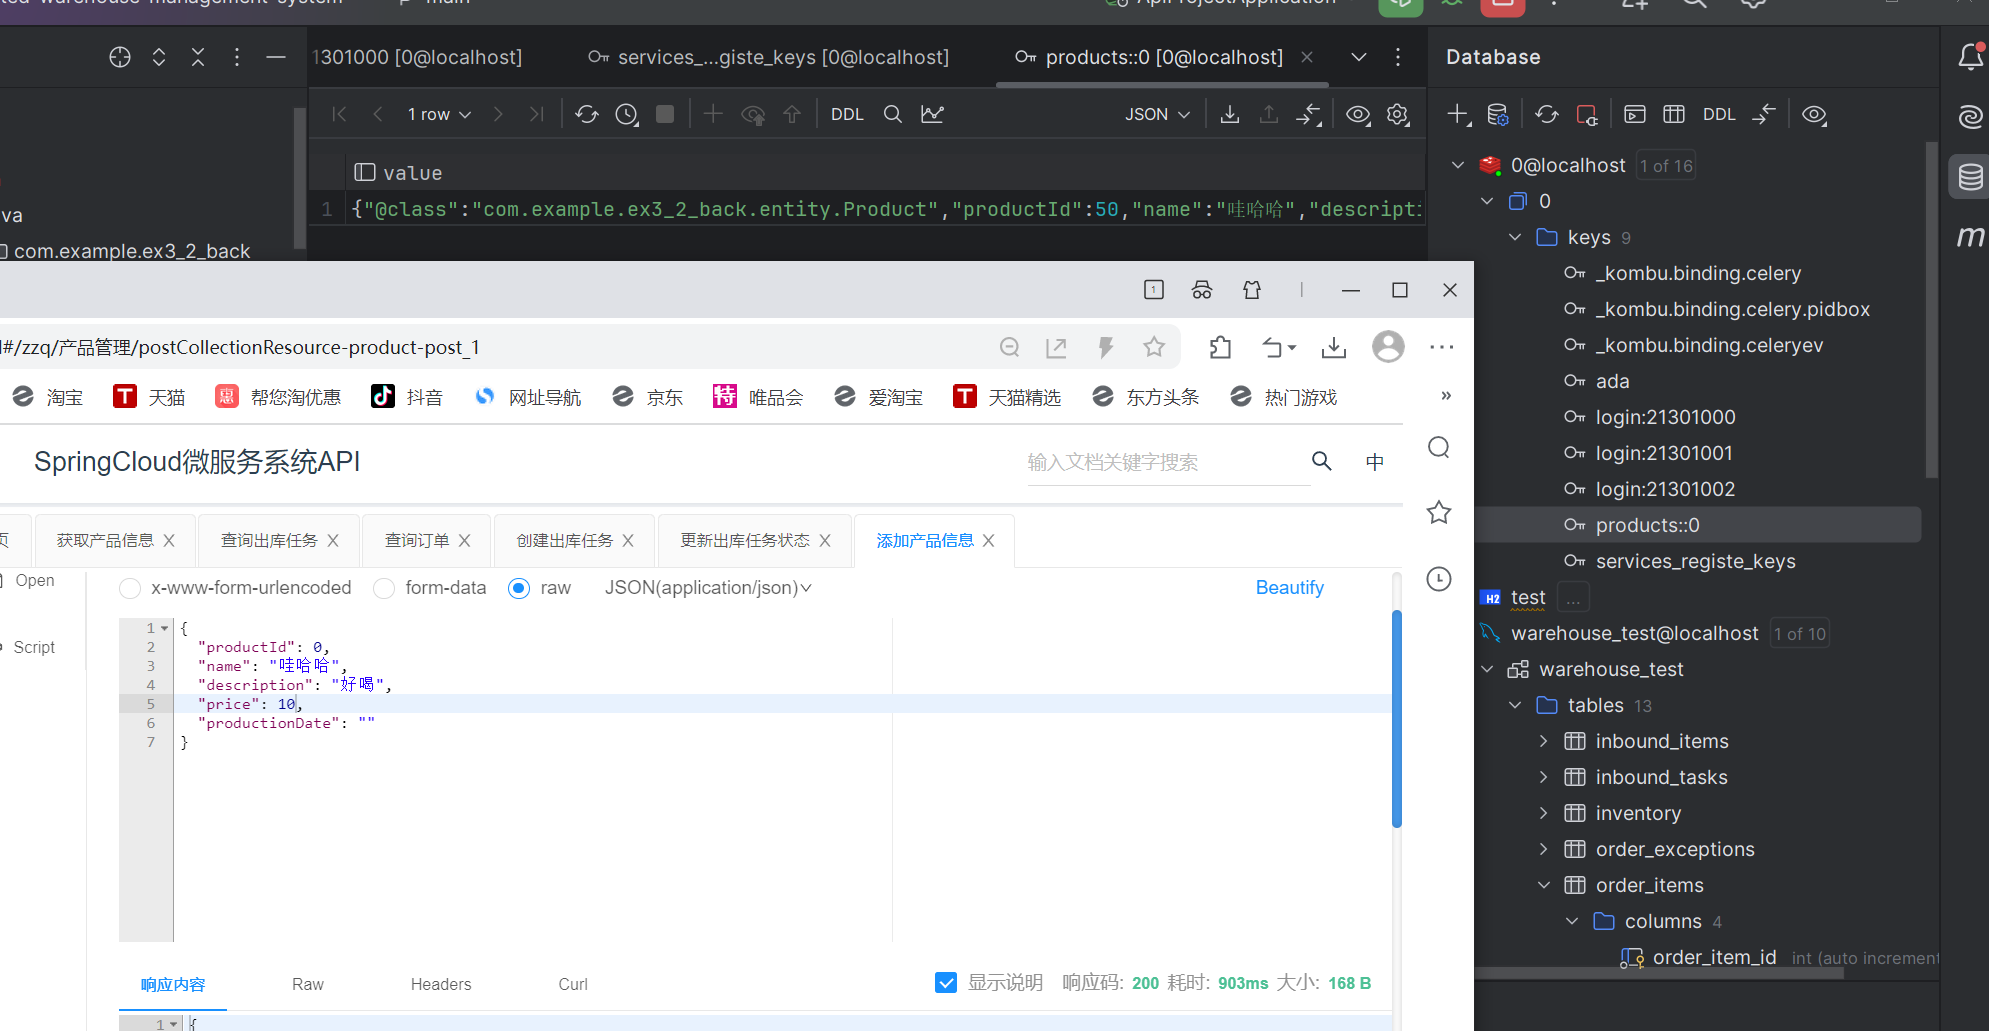 1301000 [0@localhost]
services_...giste_keys [0@localhost]
products::0 [0@localhost]
Database
1 row
DDL
JSON
DDL
value
1 {"@class":"com.example.ex3_2_back.entity.Product","productId":50,"name":"哇哈哈","descripti
va
com.example.ex3_2_back
0@localhost 1 of 16
0
keys 9
_kombu.binding.celery
_kombu.binding.celery.pidbox
_kombu.binding.celeryev
ada
login:21301000
login:21301001
login:21301002
products::0
services_registe_keys
H2 test ...
warehouse_test@localhost 1 of 10
warehouse_test
tables 13
inbound_items
inbound_tasks
inventory
order_exceptions
order_items
columns 4
order_item_id int (auto increment
m
1
#/zzq/产品管理/postCollectionResource-product-post_1
淘宝
T 天猫
惠 帮您淘优惠
抖音
网址导航
京东
特 唯品会
爱淘宝
T 天猫精选
东方头条
热门游戏
»
SpringCloud微服务系统API
输入文档关键字搜索
中
页
获取产品信息
查询出库任务
查询订单
创建出库任务
更新出库任务状态
添加产品信息
Open
Script
x-www-form-urlencoded
form-data
raw
JSON(application/json)
Beautify
1 {
2 "productId": 0,
3 "name": "哇哈哈",
4 "description": "好喝",
5 "price": 10,
6 "productionDate": ""
7 }
响应内容
Raw
Headers
Curl
显示说明
响应码: 200 耗时: 903ms 大小: 168 B
1 {